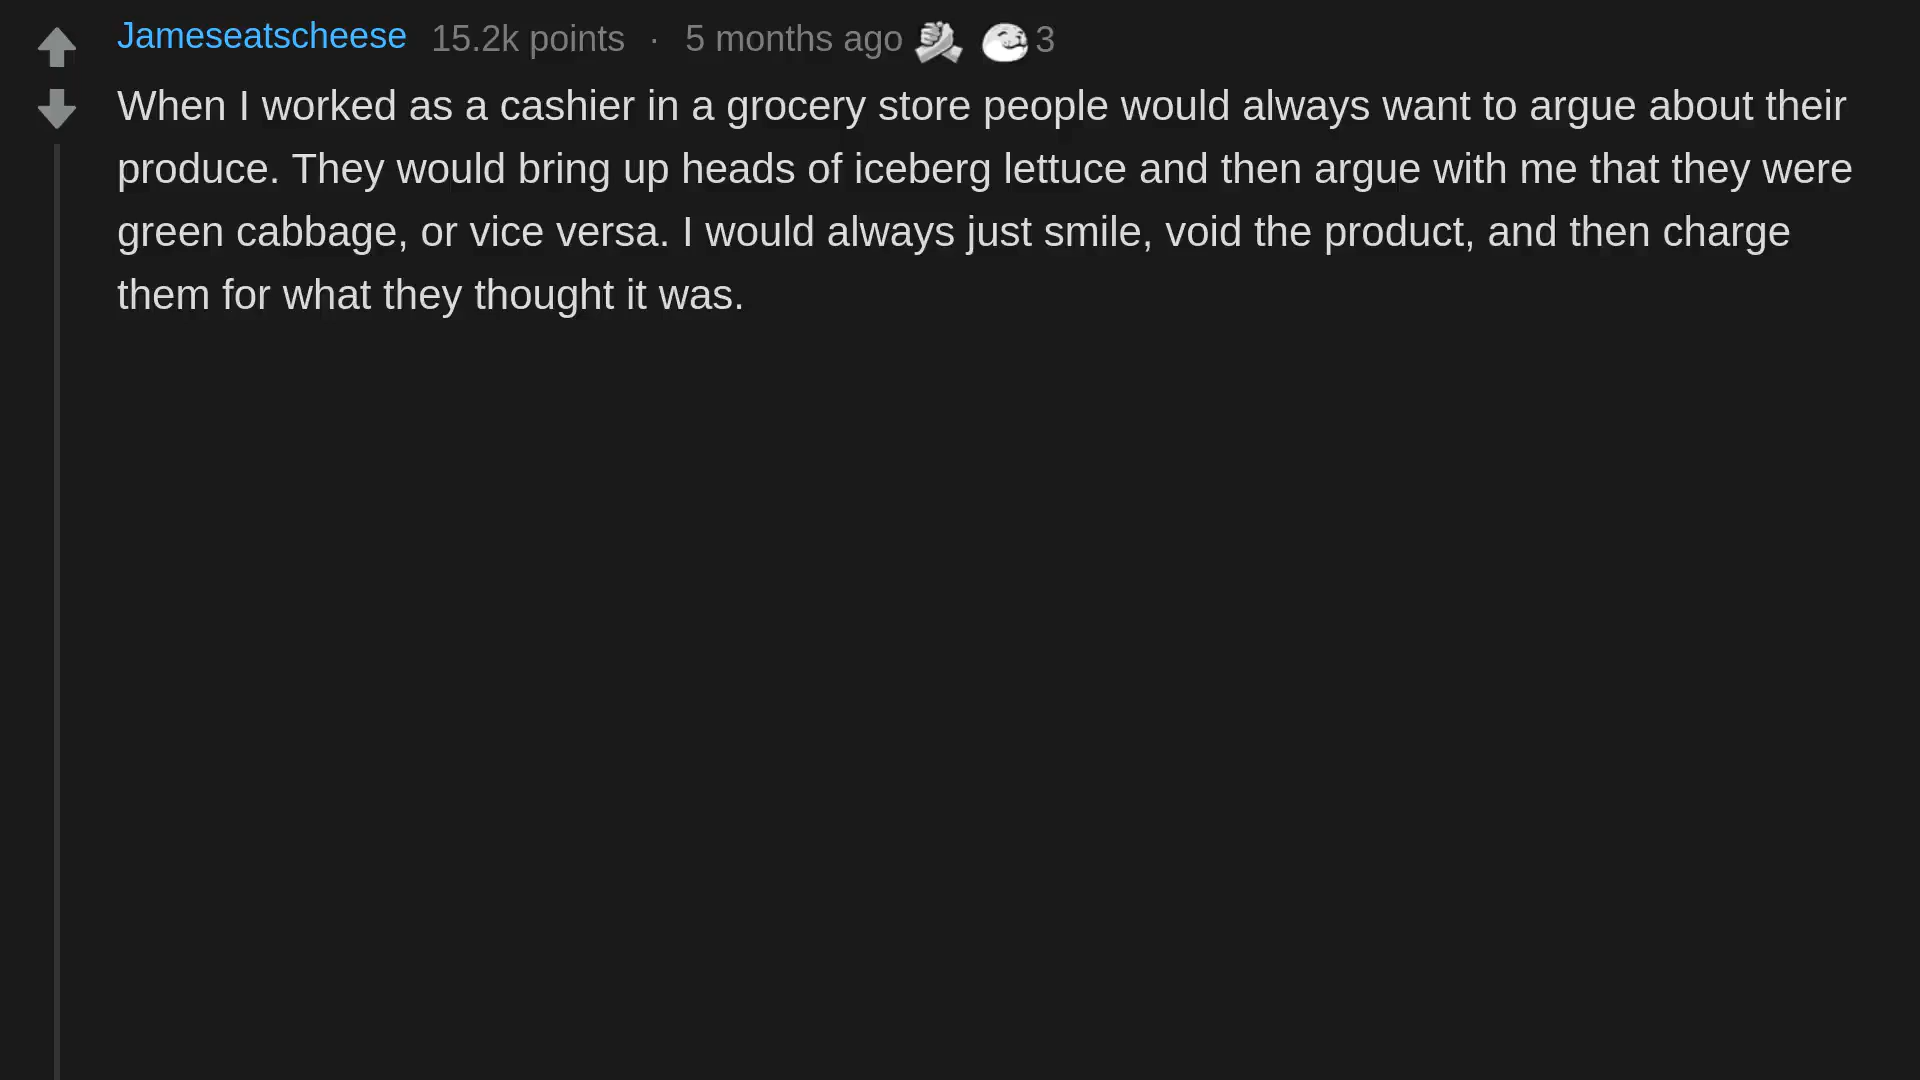 Jameseatscheese 15.2k points · 5 months ago 3
When I worked as a cashier in a grocery store people would always want to argue about their
produce. They would bring up heads of iceberg lettuce and then argue with me that they were
green cabbage, or vice versa. I would always just smile, void the product, and then charge
them for what they thought it was.